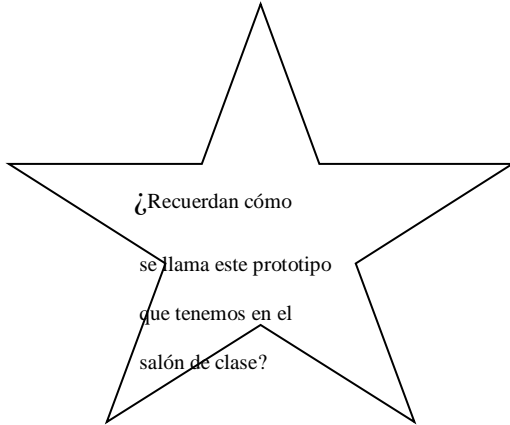 ¿Recuerdan cómo
se llama este prototipo
que tenemos en el
salón de clase?